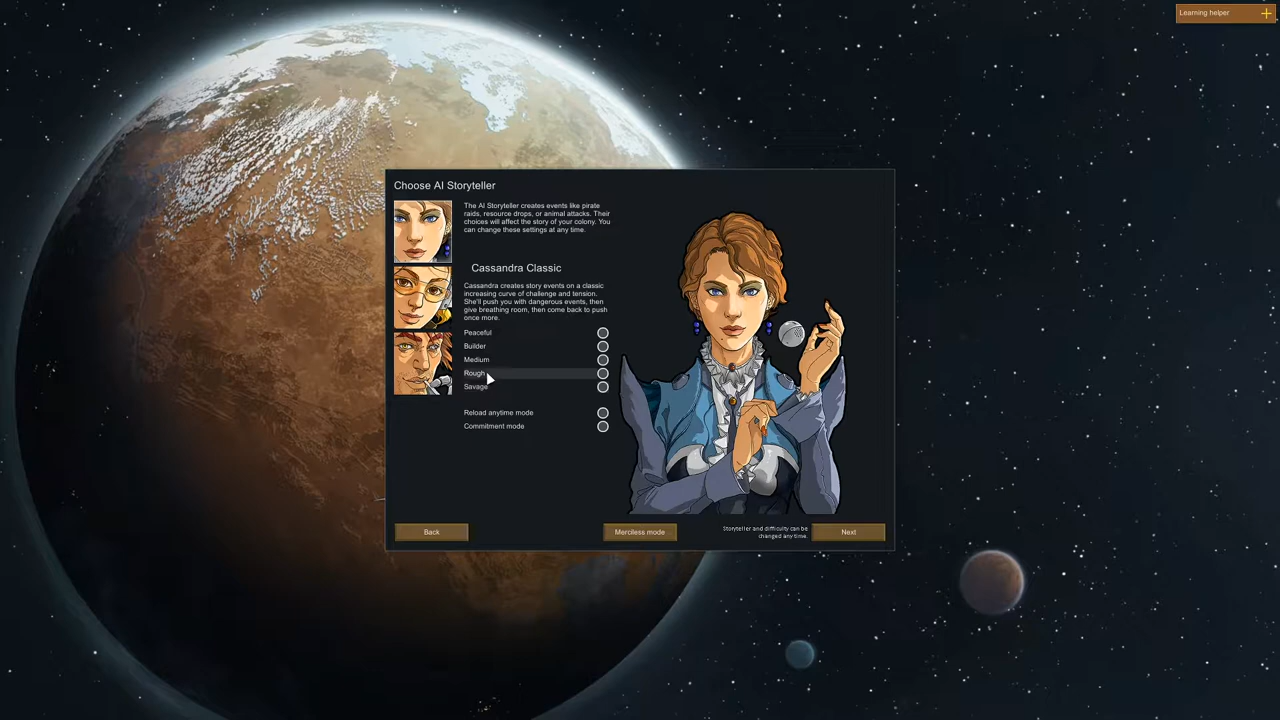 Learning helper
Choose AI Storyteller
The AI Storyteller creates events like pirate
raids, resource drops, or animal attacks. Their
choices will affect the story of your colony. You
can change these settings at any time.
Cassandra Classic
Cassandra creates story events on a classic
increasing curve of challenge and tension.
She'll push you with dangerous events, then
give breathing room, then come back to push
once more.
Peaceful
Builder
Medium
Rough
Savage
Reload anytime mode
Commitment mode
Back
Merciless mode
Storyteller and difficulty can be
changed any time.
Next